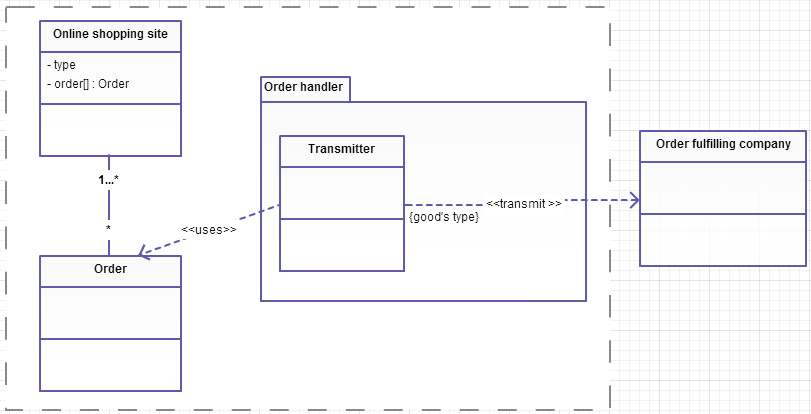 Online shopping site
- type
- order[] : Order
1...*
*
Order
Order handler
Transmitter
<<uses>>
<<transmit >>
{good's type}
Order fulfilling company